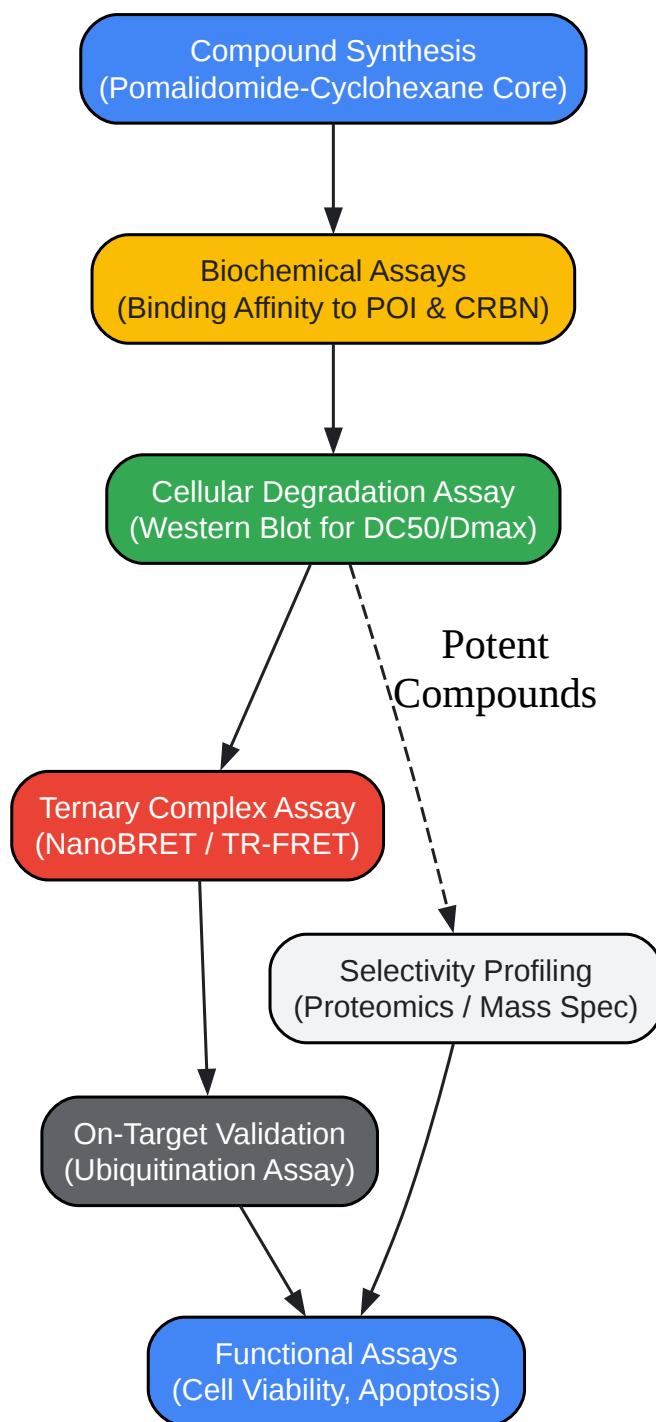 Compound Synthesis
(Pomalidomide-Cyclohexane Core)
Biochemical Assays
(Binding Affinity to POI & CRBN)
Cellular Degradation Assay
(Western Blot for DC50/Dmax)
Potent
Compounds
Ternary Complex Assay
(NanoBRET / TR-FRET)
Selectivity Profiling
(Proteomics / Mass Spec)
On-Target Validation
(Ubiquitination Assay)
Functional Assays
(Cell Viability, Apoptosis)